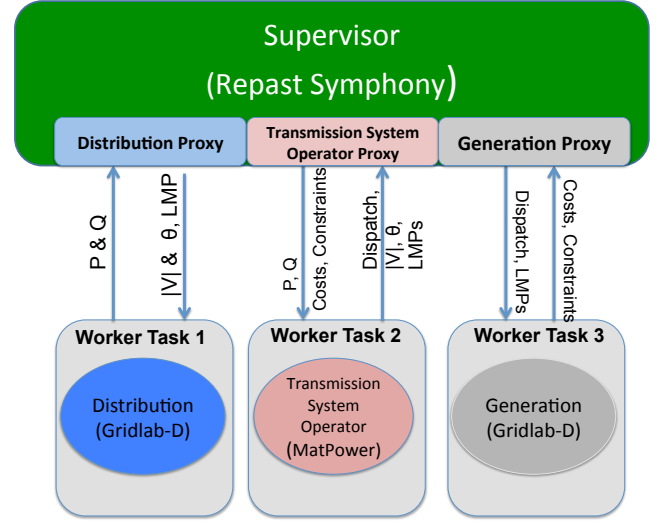 Supervisor
(Repast Symphony)
Distribution Proxy
Transmission System
Operator Proxy
Generation Proxy
P & Q
|V| & θ, LMP
P, Q
Costs, Constraints
Dispatch,
|V|, θ,
LMPs
Dispatch, LMPs
Costs, Constraints
Worker Task 1
Distribution
(Gridlab-D)
Worker Task 2
Transmission
System
Operator
(MatPower)
Worker Task 3
Generation
(Gridlab-D)